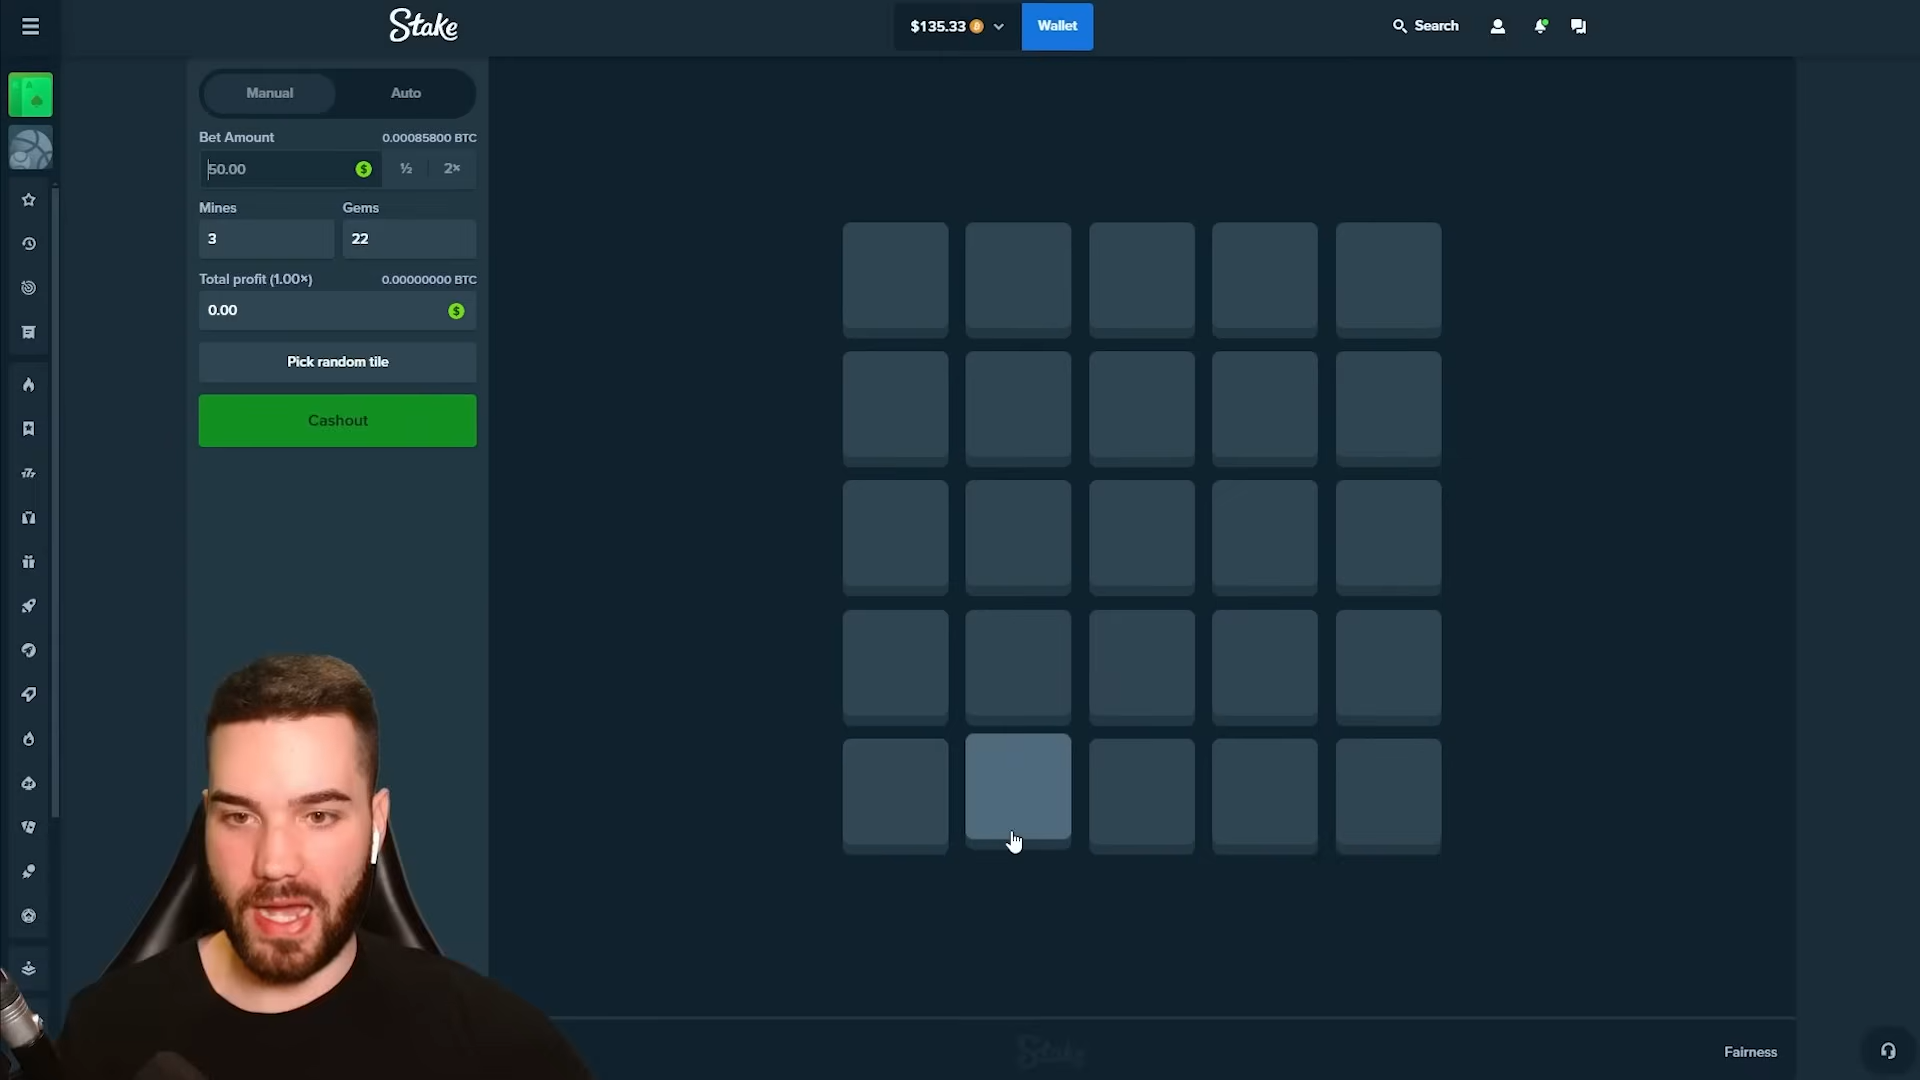 Stake
$135.33
Wallet
Search
Manual
Auto
Bet Amount
0.00085800 BTC
50.00
½
2×
Mines
Gems
3
22
Total profit (1.00×)
0.00000000 BTC
0.00
Pick random tile
Cashout
Stake
Fairness